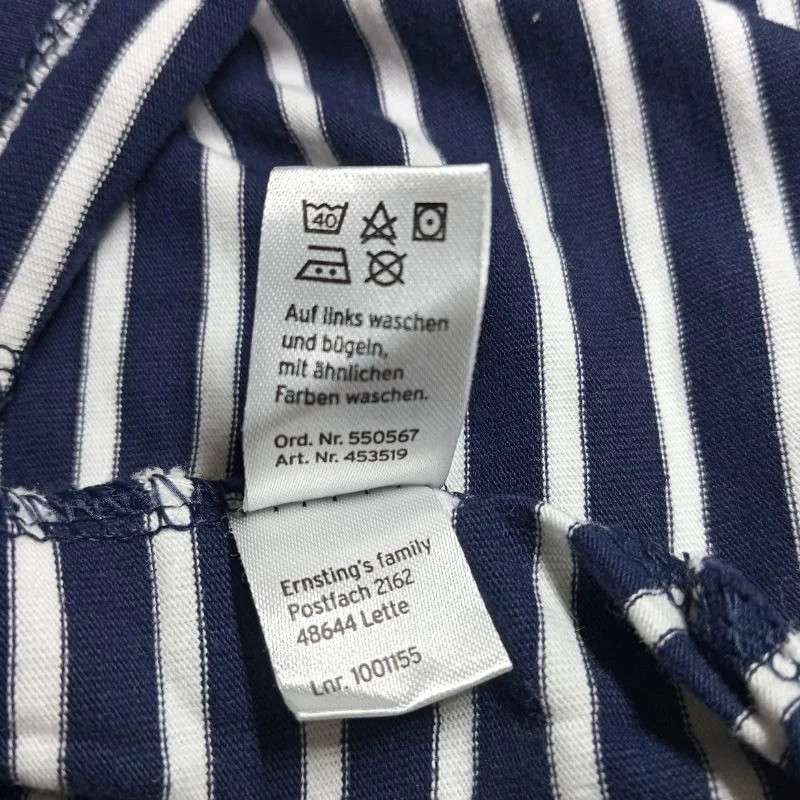 40
Auf links waschen
und bügeln,
mit ähnlichen
Farben waschen.
Ord. Nr. 550567
Art. Nr. 453519
Ernsting's family
Postfach 2162
48644 Lette
Lnr. 1001155